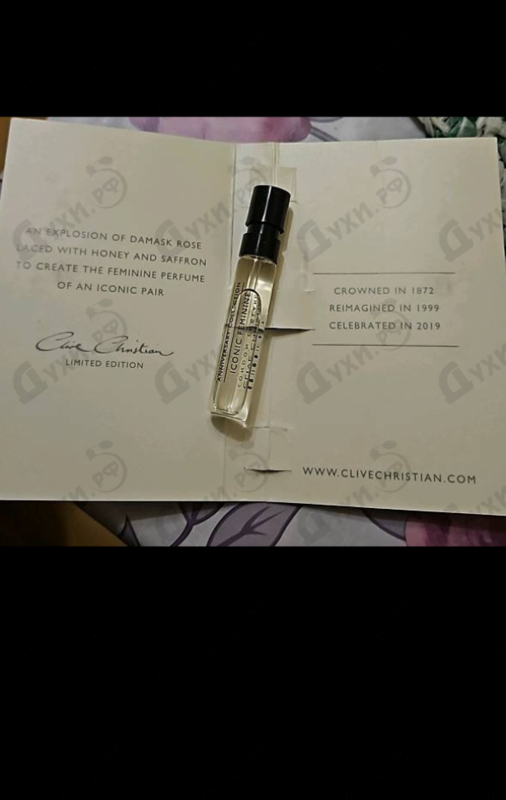 AN EXPLOSION OF DAMASK ROSE
LACED WITH HONEY AND SAFFRON
TO CREATE THE FEMININE PERFUME
OF AN ICONIC PAIR
Clive Christian
LIMITED EDITION
ANNIVERSARY COLLECTION
ICONIC FEMININE
CROWNED IN 1872
REIMAGINED IN 1999
CELEBRATED IN 2019
WWW.CLIVECHRISTIAN.COM
Духи.РФ